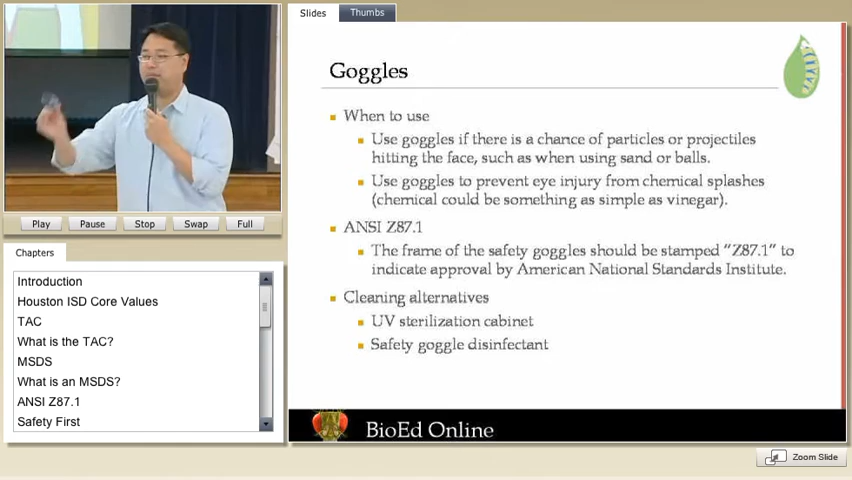 Slides
Thumbs
Goggles
When to use
Use goggles if there is a chance of particles or projectiles
hitting the face, such as when using sand or balls.
Use goggles to prevent eye injury from chemical splashes
(chemical could be something as simple as vinegar).
ANSI Z87.1
The frame of the safety goggles should be stamped "Z87.1" to
indicate approval by American National Standards Institute.
Cleaning alternatives
UV sterilization cabinet
Safety goggle disinfectant
BioEd Online
Zoom Slide
Play
Pause
Stop
Swap
Full
Chapters
Introduction
Houston ISD Core Values
TAC
What is the TAC?
MSDS
What is an MSDS?
ANSI Z87.1
Safety First